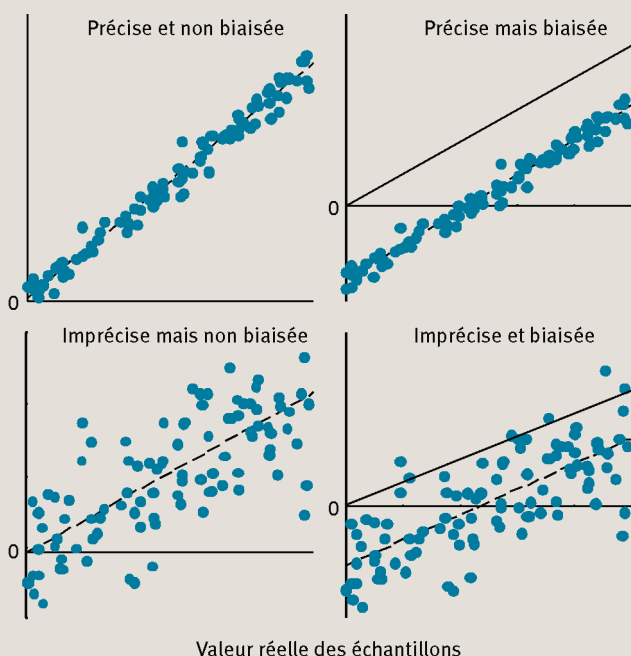 Précise et non biaisée
Précise mais biaisée
0
0
Imprécise mais non biaisée
Imprécise et biaisée
0
0
Valeur réelle des échantillons